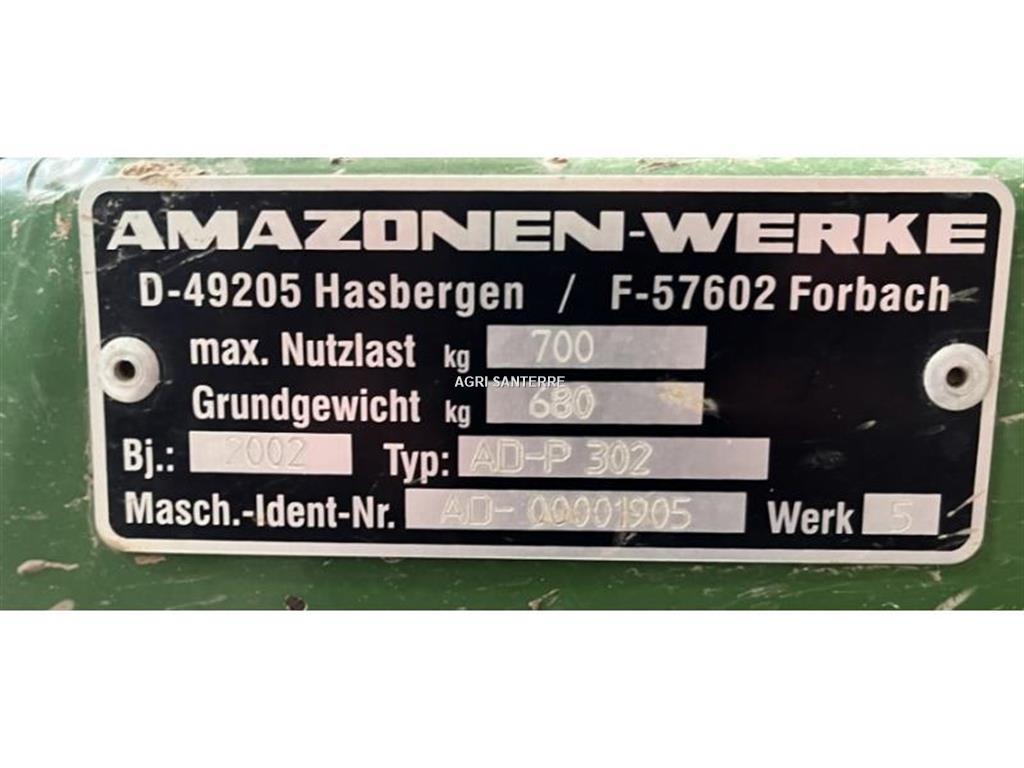 AMAZONEN-WERKE
D-49205 Hasbergen / F-57602 Forbach
max. Nutzlast kg 700
AGRI SANTERRE
Grundgewicht kg 680
Bj.: 2002 Typ: AD-P 302
Masch.-Ident-Nr. AD-00001905 Werk 5